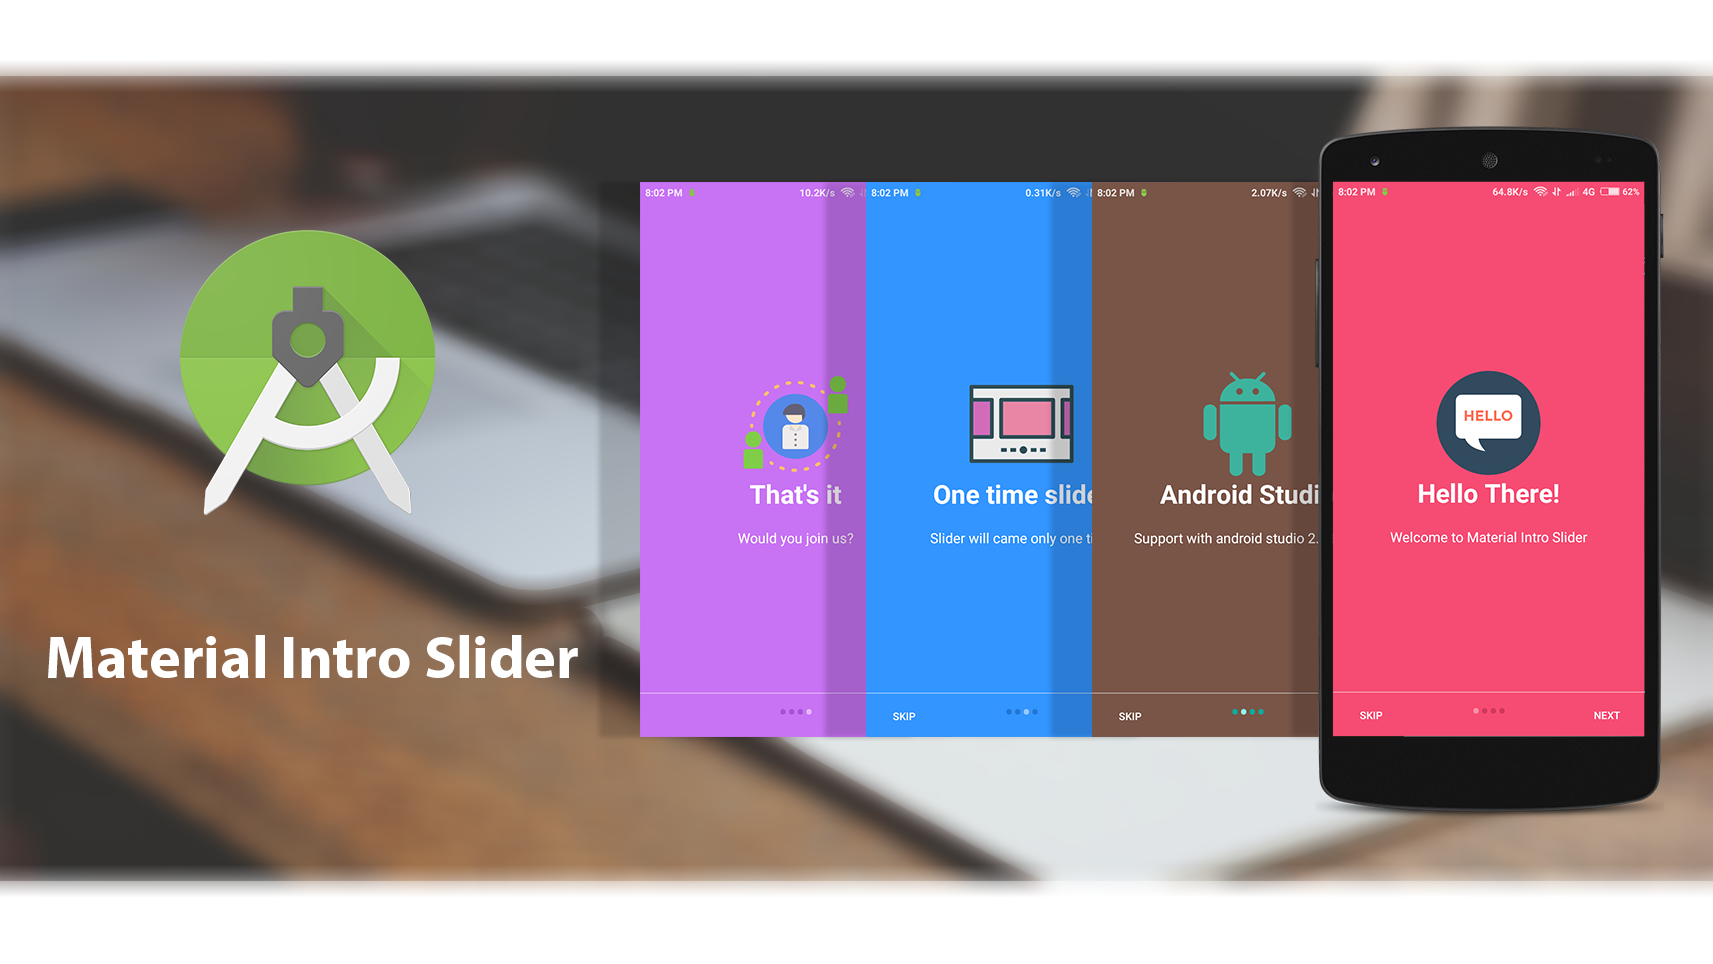 Material Intro Slider
8:02 PM 10.2K/s
That's it
Would you join us?
8:02 PM 0.31K/s
One time slide
Slider will came only one ti
SKIP
8:02 PM 2.07K/s
Android Studi
Support with android studio 2.
SKIP
8:02 PM 64.8K/s 4G 62%
HELLO
Hello There!
Welcome to Material Intro Slider
SKIP NEXT